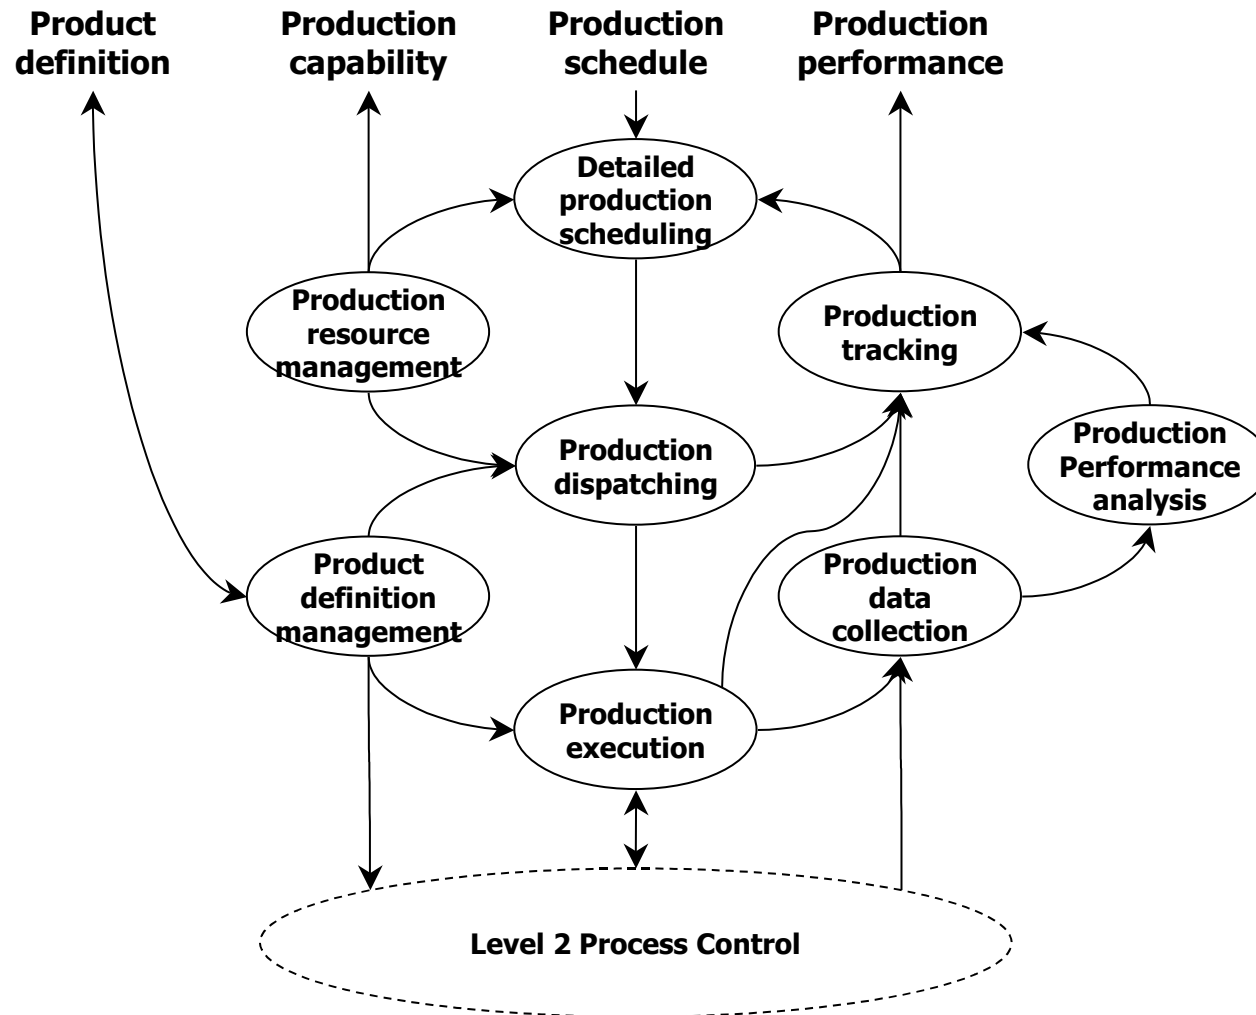 Product
definition
Production
capability
Production
schedule
Production
performance
Detailed
production
scheduling
Production
resource
management
Production
tracking
Production
dispatching
Production
Performance
analysis
Product
definition
management
Production
data
collection
Production
execution
Level 2 Process Control